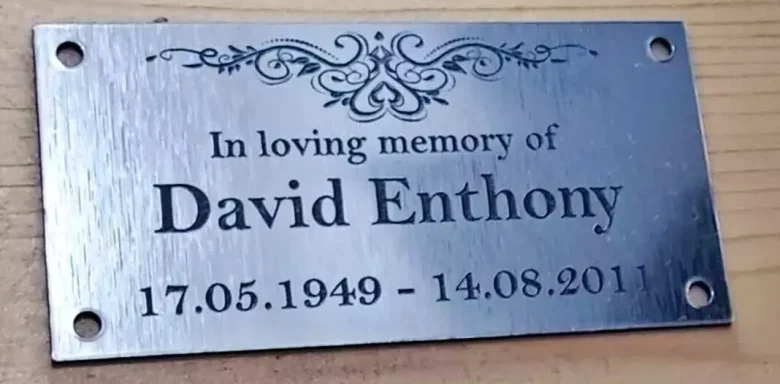 In loving memory of
David Enthony
17.05.1949 - 14.08.2011